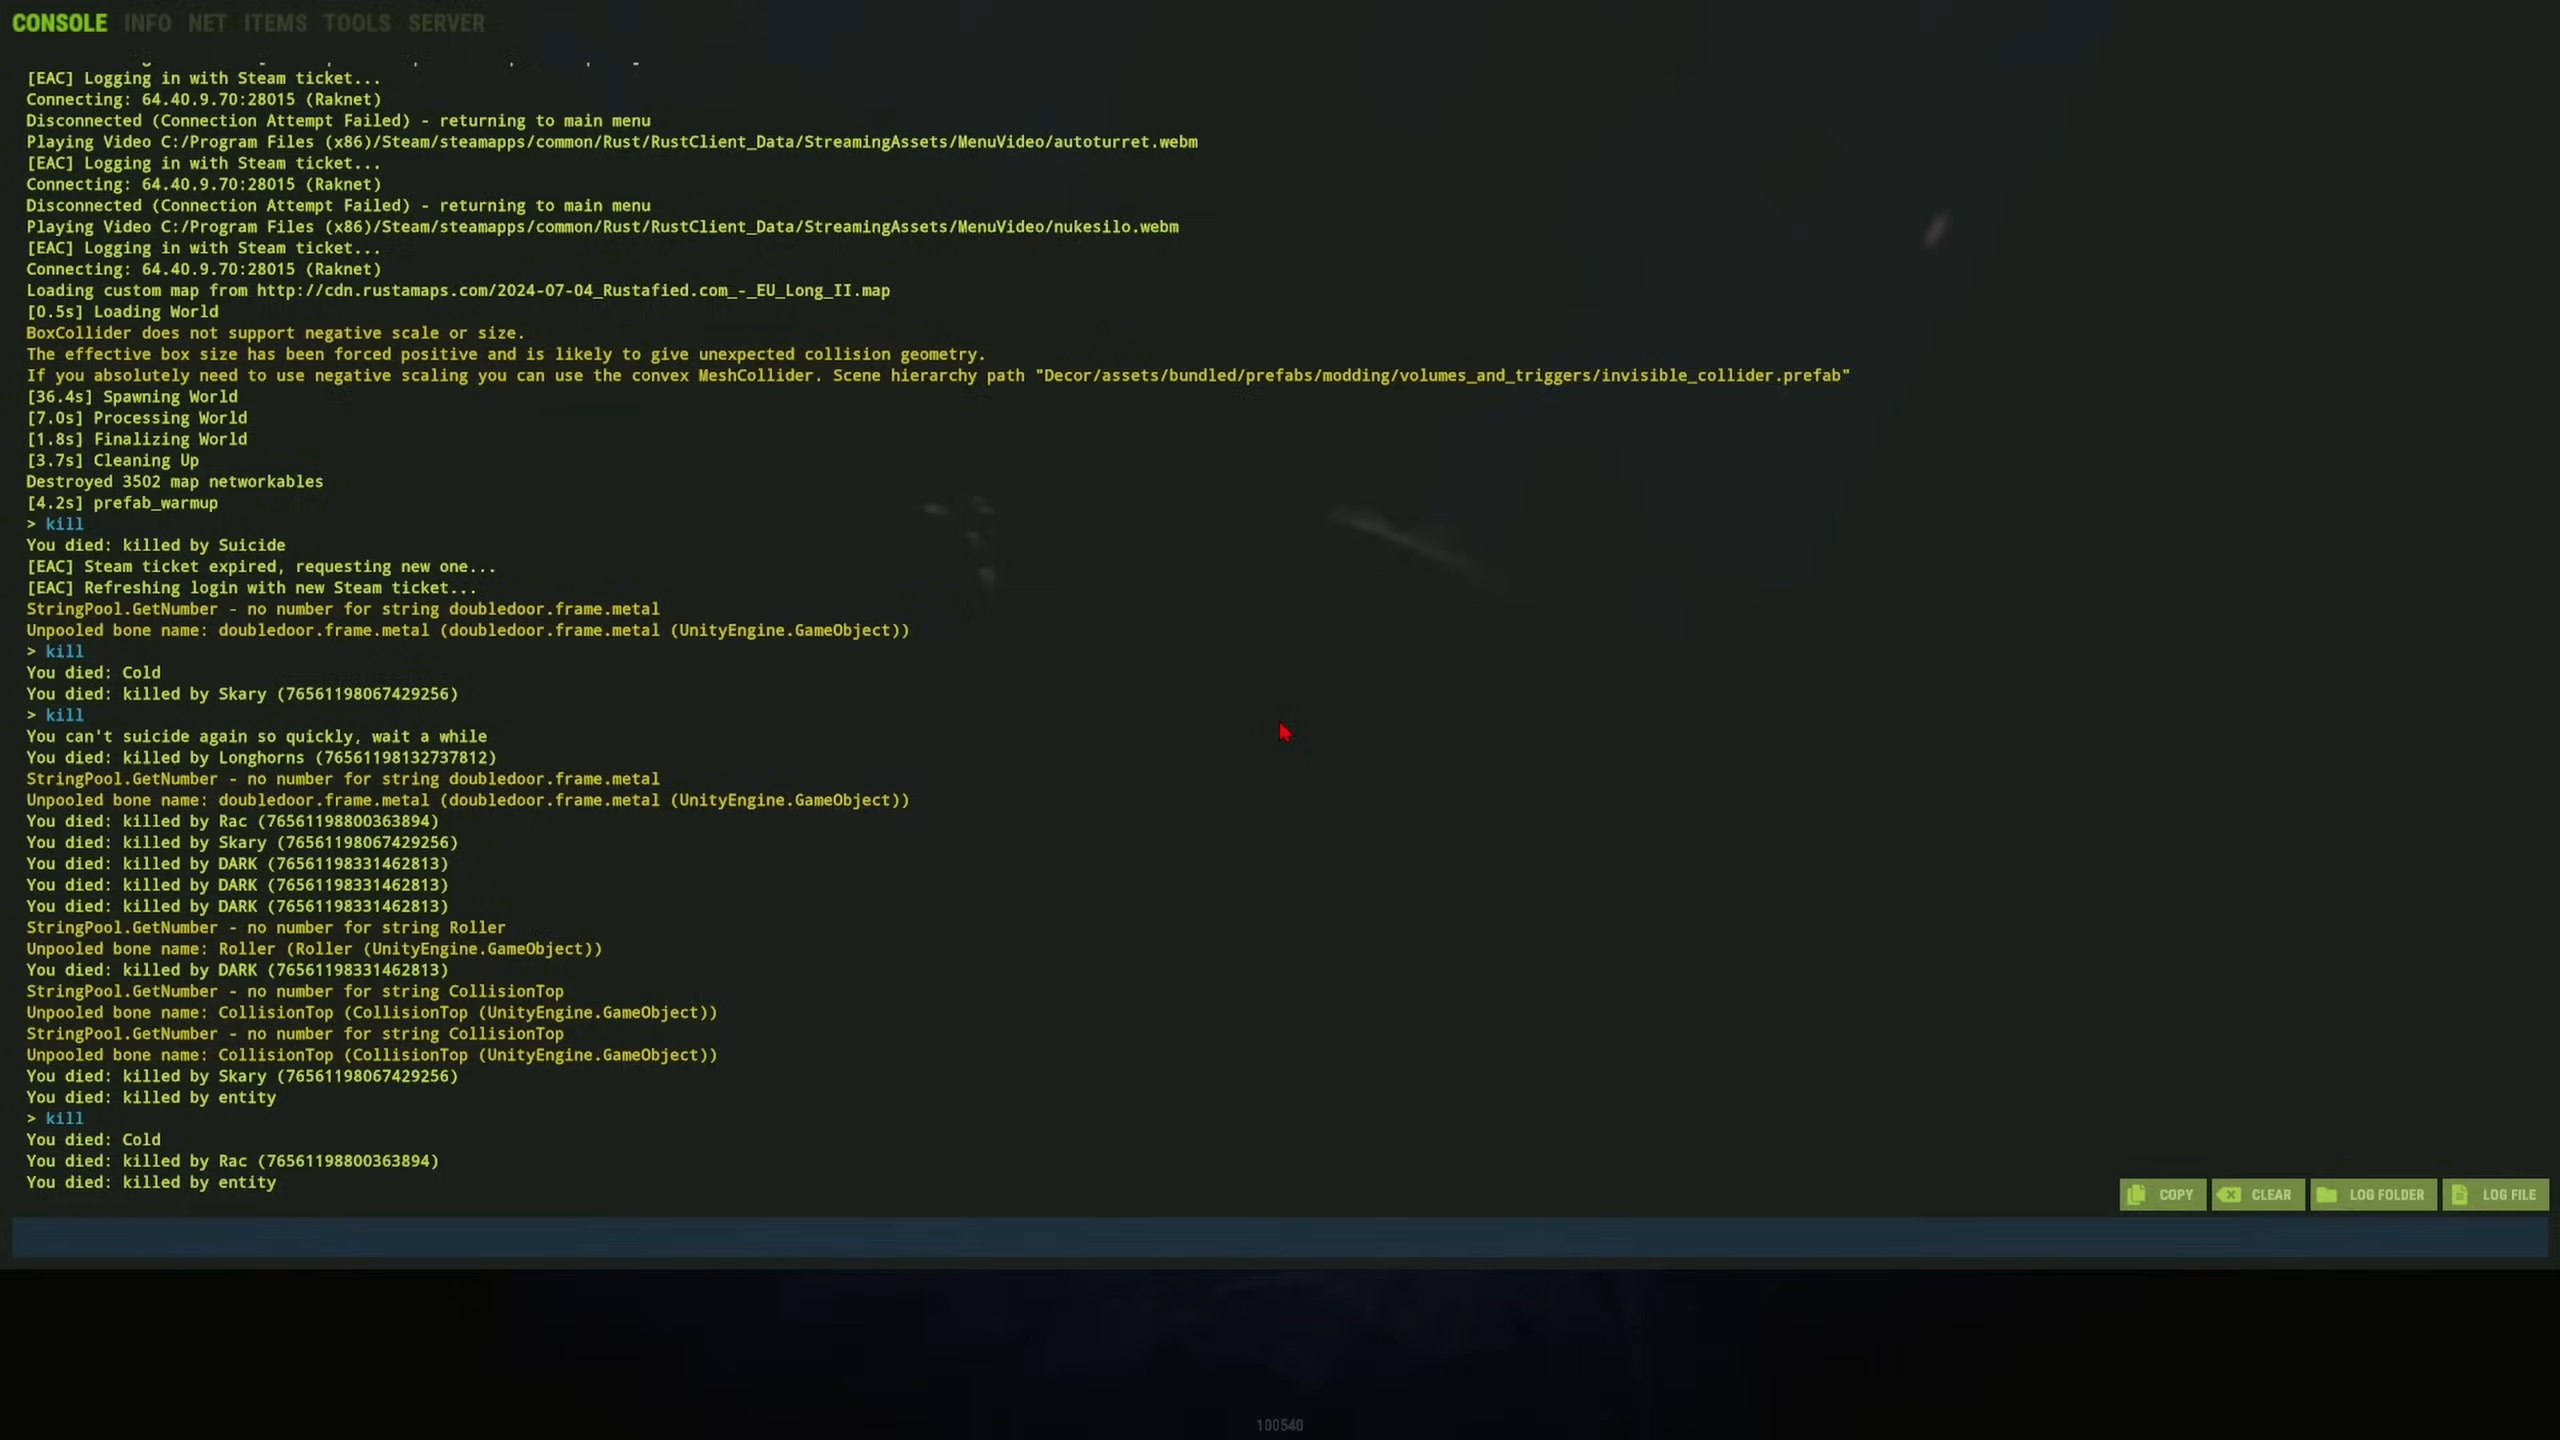 CONSOLE INFO NET ITEMS TOOLS SERVER
[EAC] Logging in with Steam ticket...
Connecting: 64.40.9.70:28015 (Raknet)
Disconnected (Connection Attempt Failed) - returning to main menu
Playing Video C:/Program Files (x86)/Steam/steamapps/common/Rust/RustClient_Data/StreamingAssets/MenuVideo/autoturret.webm
[EAC] Logging in with Steam ticket...
Connecting: 64.40.9.70:28015 (Raknet)
Disconnected (Connection Attempt Failed) - returning to main menu
Playing Video C:/Program Files (x86)/Steam/steamapps/common/Rust/RustClient_Data/StreamingAssets/MenuVideo/nukesilo.webm
[EAC] Logging in with Steam ticket...
Connecting: 64.40.9.70:28015 (Raknet)
Loading custom map from http://cdn.rustamaps.com/2024-07-04_Rustafied.com_-_EU_Long_II.map
[0.5s] Loading World
BoxCollider does not support negative scale or size.
The effective box size has been forced positive and is likely to give unexpected collision geometry.
If you absolutely need to use negative scaling you can use the convex MeshCollider. Scene hierarchy path "Decor/assets/bundled/prefabs/modding/volumes_and_triggers/invisible_collider.prefab"
[36.4s] Spawning World
[7.0s] Processing World
[1.8s] Finalizing World
[3.7s] Cleaning Up
Destroyed 3502 map networkables
[4.2s] prefab_warmup
> kill
You died: killed by Suicide
[EAC] Steam ticket expired, requesting new one...
[EAC] Refreshing login with new Steam ticket...
StringPool.GetNumber - no number for string doubledoor.frame.metal
Unpooled bone name: doubledoor.frame.metal (doubledoor.frame.metal (UnityEngine.GameObject))
> kill
You died: Cold
You died: killed by Skary (76561198067429256)
> kill
You can't suicide again so quickly, wait a while
You died: killed by Longhorns (76561198132737812)
StringPool.GetNumber - no number for string doubledoor.frame.metal
Unpooled bone name: doubledoor.frame.metal (doubledoor.frame.metal (UnityEngine.GameObject))
You died: killed by Rac (76561198800363894)
You died: killed by Skary (76561198067429256)
You died: killed by DARK (76561198331462813)
You died: killed by DARK (76561198331462813)
You died: killed by DARK (76561198331462813)
StringPool.GetNumber - no number for string Roller
Unpooled bone name: Roller (Roller (UnityEngine.GameObject))
You died: killed by DARK (76561198331462813)
StringPool.GetNumber - no number for string CollisionTop
Unpooled bone name: CollisionTop (CollisionTop (UnityEngine.GameObject))
StringPool.GetNumber - no number for string CollisionTop
Unpooled bone name: CollisionTop (CollisionTop (UnityEngine.GameObject))
You died: killed by Skary (76561198067429256)
You died: killed by entity
> kill
You died: Cold
You died: killed by Rac (76561198800363894)
You died: killed by entity
COPY CLEAR LOG FOLDER LOG FILE
100540